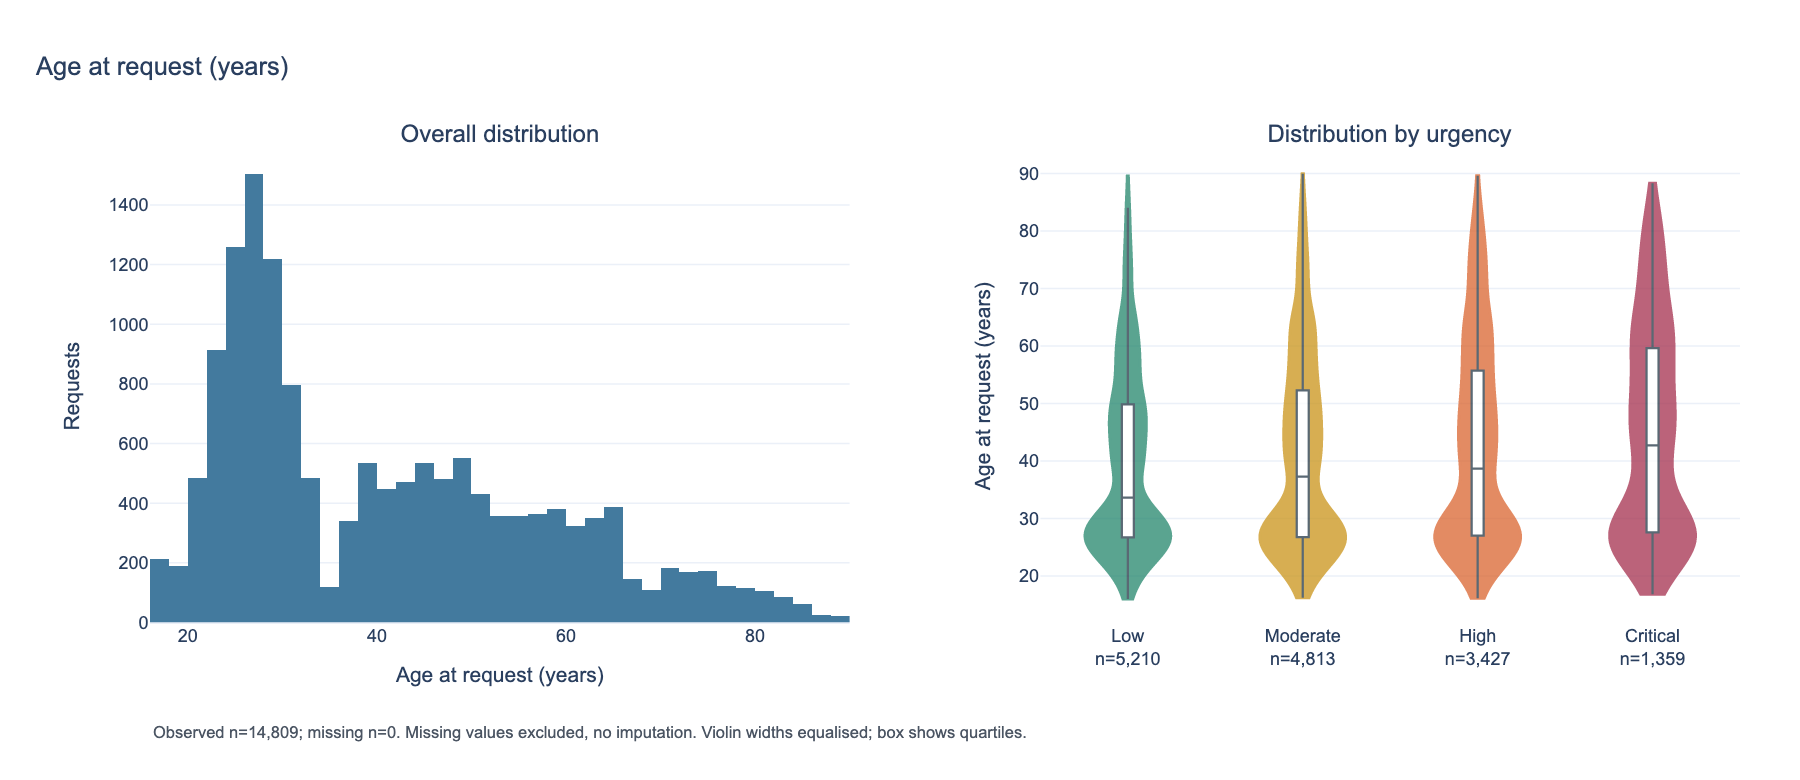 Age at request (years)
Overall distribution
Requests
1400
1200
1000
800
600
400
200
0
20 40 60 80
Age at request (years)
Distribution by urgency
Age at request (years)
90
80
70
60
50
40
30
20
Low Moderate High Critical
n=5,210 n=4,813 n=3,427 n=1,359
Observed n=14,809; missing n=0. Missing values excluded, no imputation. Violin widths equalised; box shows quartiles.